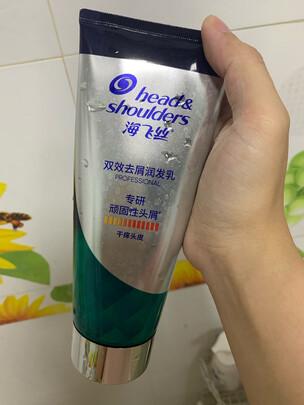 head&
shoulders
海飞丝
双效去屑润发乳
PROFESSIONAL
专研
顽固性头屑*
干痒头皮